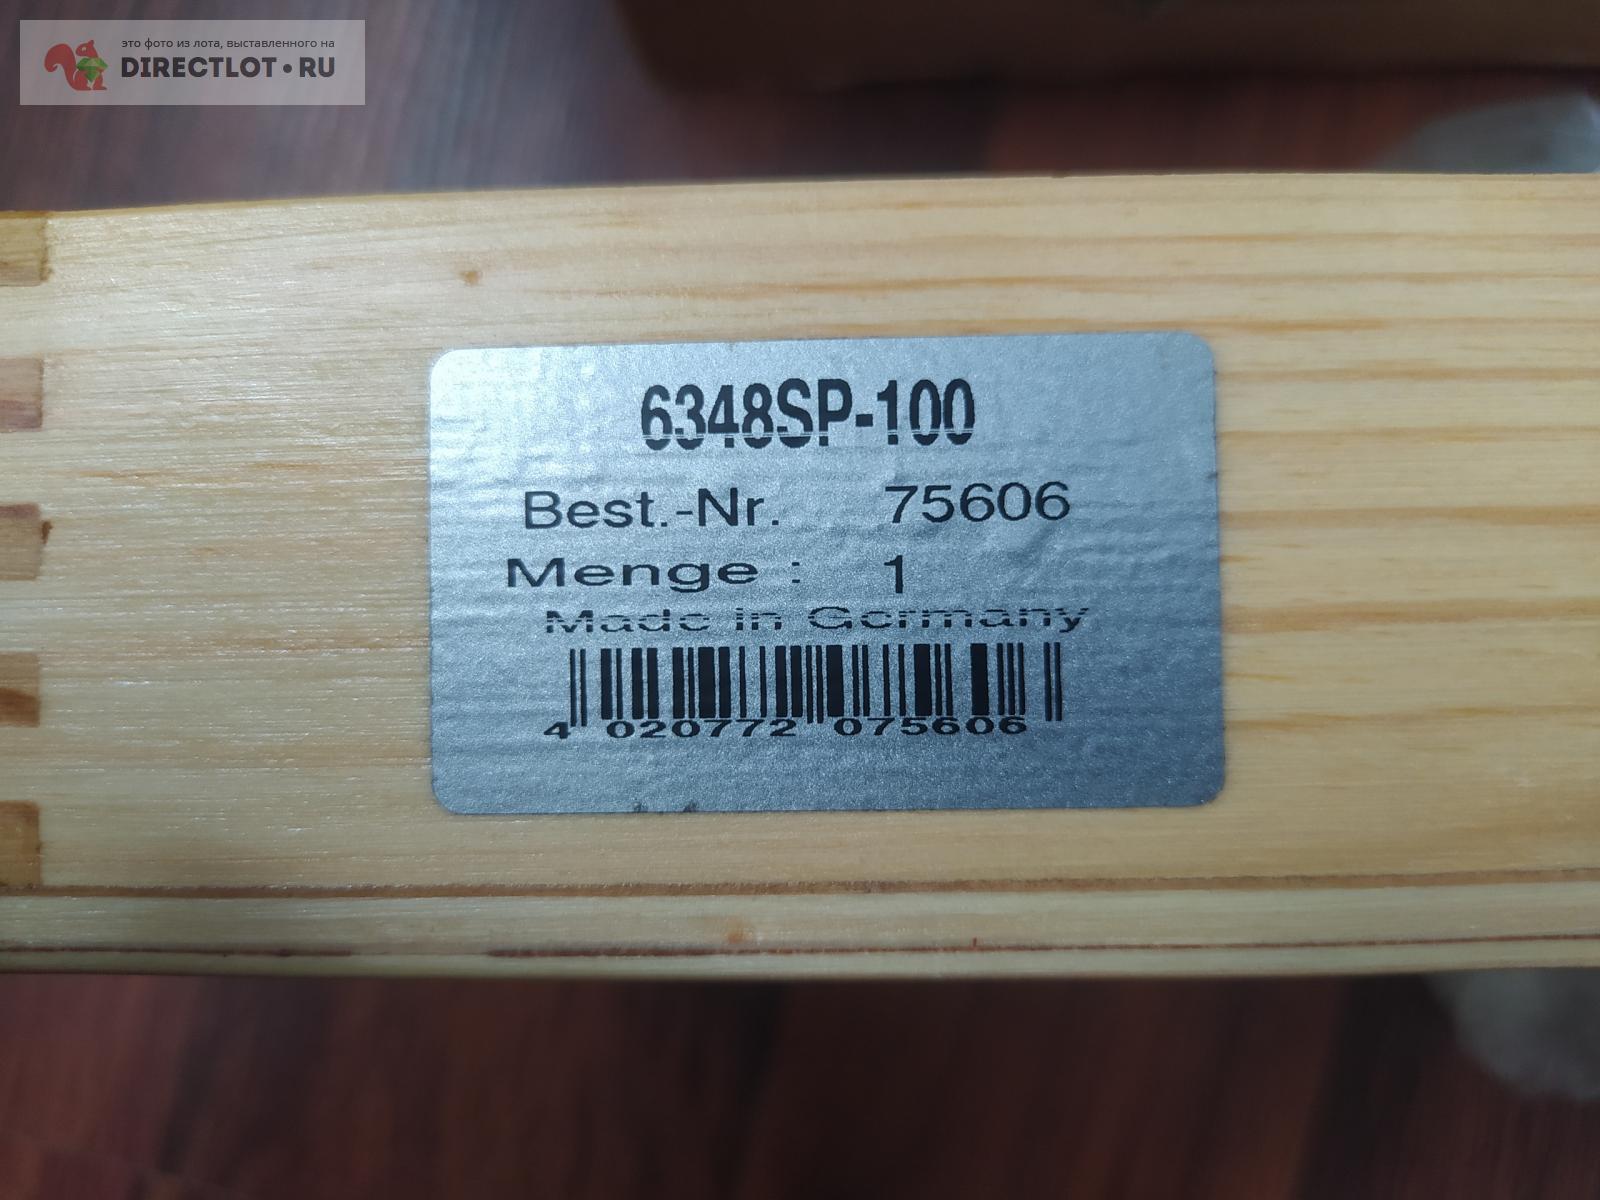 это фото из лота, выставленного на
DIRECTLOT•RU
6348SP-100
Best.-Nr. 75606
Menge : 1
Made in Germany
4 020772 075606